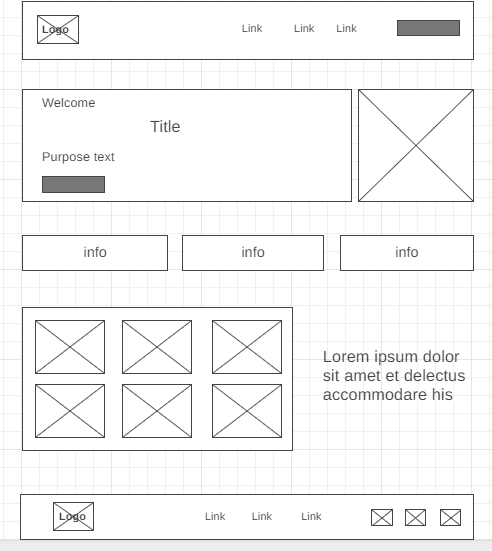 Logo Link Link Link
Welcome
Title
Purpose text
info info info
Lorem ipsum dolor
sit amet et delectus
accommodare his
Logo Link Link Link